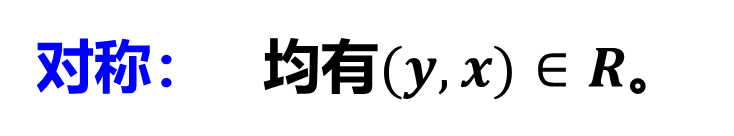 对称： 均有(y, x) ∈ R。